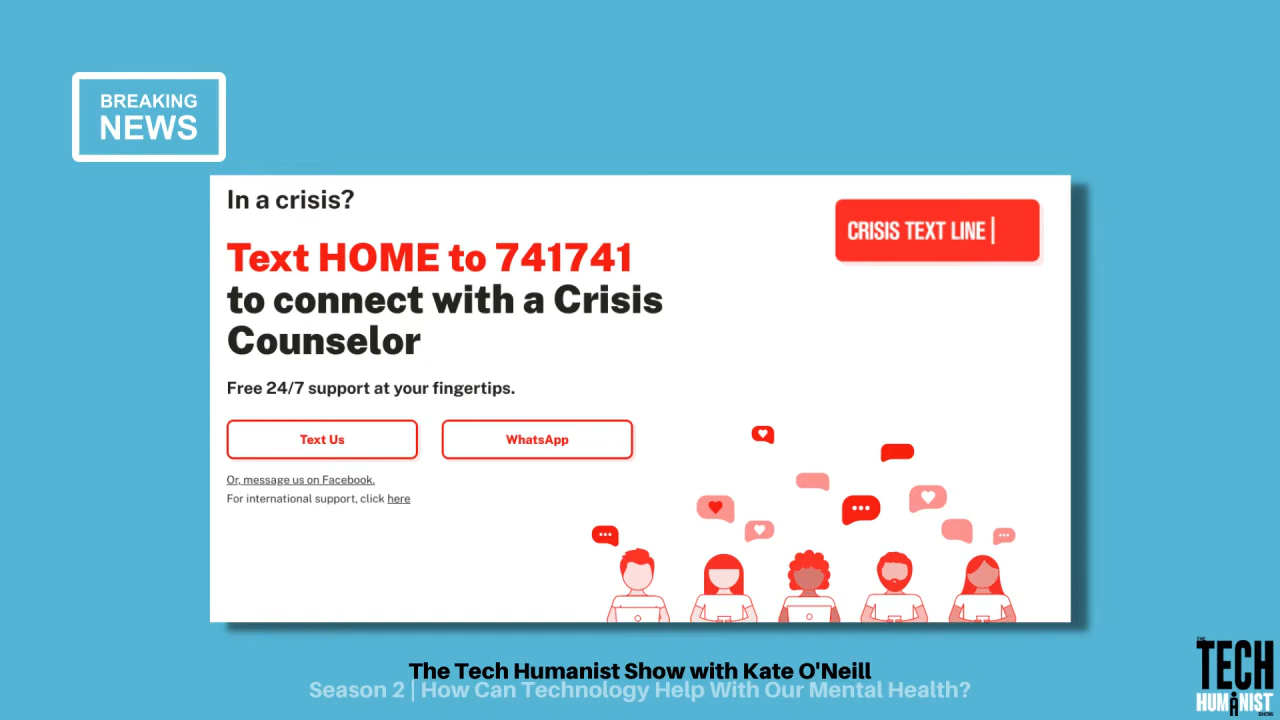 BREAKING
NEWS
In a crisis?
CRISIS TEXT LINE |
Text HOME to 741741
to connect with a Crisis
Counselor
Free 24/7 support at your fingertips.
Text Us
WhatsApp
Or, message us on Facebook.
For international support, click here
The Tech Humanist Show with Kate O'Neill
Season 2 | How Can Technology Help With Our Mental Health?
THE
TECH
HUMANIST
SHOW